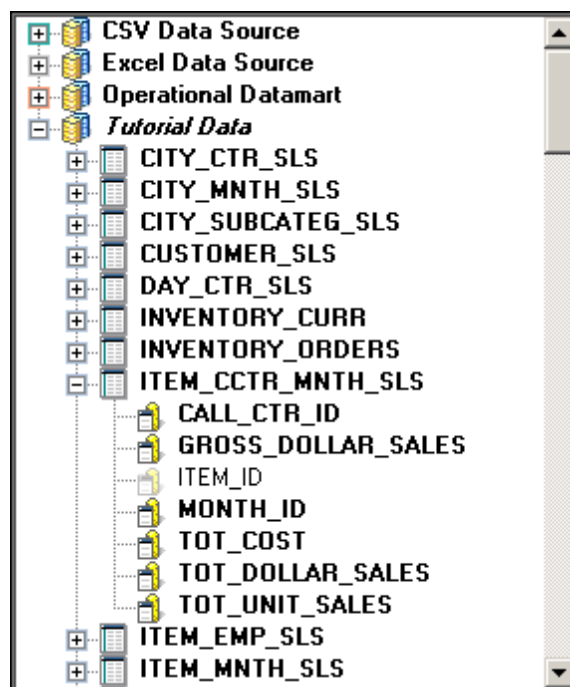 CSV Data Source
Excel Data Source
Operational Datamart
Tutorial Data
CITY_CTR_SLS
CITY_MNTH_SLS
CITY_SUBCATEG_SLS
CUSTOMER_SLS
DAY_CTR_SLS
INVENTORY_CURR
INVENTORY_ORDERS
ITEM_CCTR_MNTH_SLS
CALL_CTR_ID
GROSS_DOLLAR_SALES
ITEM_ID
MONTH_ID
TOT_COST
TOT_DOLLAR_SALES
TOT_UNIT_SALES
ITEM_EMP_SLS
ITEM_MNTH_SLS